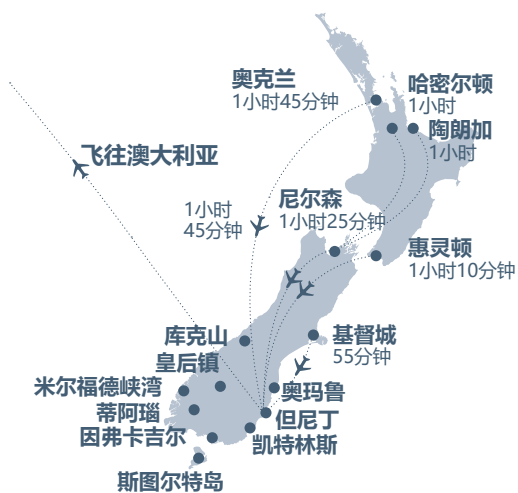 奥克兰
1小时45分钟
哈密尔顿
1小时
陶朗加
1小时
飞往澳大利亚
1小时
45分钟
尼尔森
1小时25分钟
惠灵顿
1小时10分钟
库克山
基督城
55分钟
皇后镇
米尔福德峡湾
奥玛鲁
蒂阿瑙
但尼丁
因弗卡吉尔
凯特林斯
斯图尔特岛